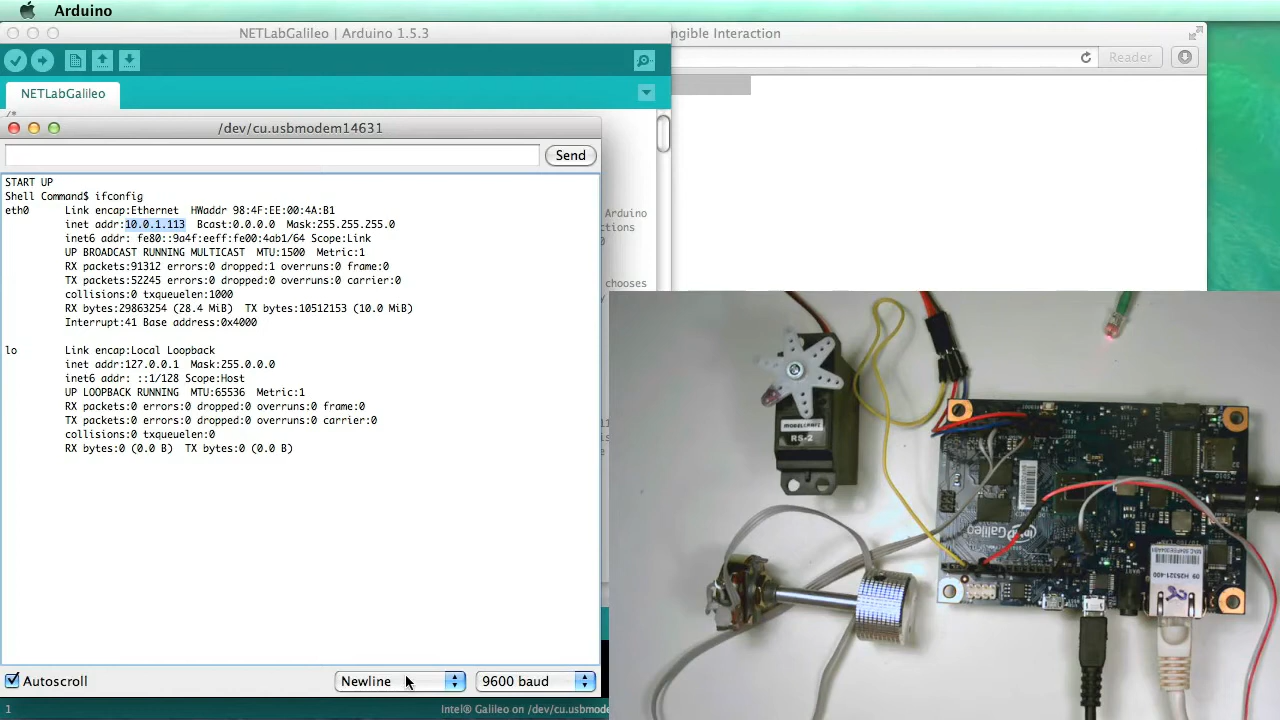 Arduino
NETLabGalileo | Arduino 1.5.3
ngible Interaction
Reader
NETLabGalileo
/*
/dev/cu.usbmodem14631
Send
START UP
Shell Command$ ifconfig
eth0 Link encap:Ethernet HWaddr 98:4F:EE:00:4A:B1
inet addr:10.0.1.113 Bcast:0.0.0.0 Mask:255.255.255.0
inet6 addr: fe80::9a4f:eeff:fe00:4ab1/64 Scope:Link
UP BROADCAST RUNNING MULTICAST MTU:1500 Metric:1
RX packets:91312 errors:0 dropped:1 overruns:0 frame:0
TX packets:52245 errors:0 dropped:0 overruns:0 carrier:0
collisions:0 txqueuelen:1000
RX bytes:29863254 (28.4 MiB) TX bytes:10512153 (10.0 MiB)
Interrupt:41 Base address:0x4000
lo Link encap:Local Loopback
inet addr:127.0.0.1 Mask:255.0.0.0
inet6 addr: ::1/128 Scope:Host
UP LOOPBACK RUNNING MTU:65536 Metric:1
RX packets:0 errors:0 dropped:0 overruns:0 frame:0
TX packets:0 errors:0 dropped:0 overruns:0 carrier:0
collisions:0 txqueuelen:0
RX bytes:0 (0.0 B) TX bytes:0 (0.0 B)
Arduino
ctions
chooses
RS-2
intel Galileo
09 H25321-400
Autoscroll
Newline
9600 baud
1
Intel® Galileo on /dev/cu.usbmode